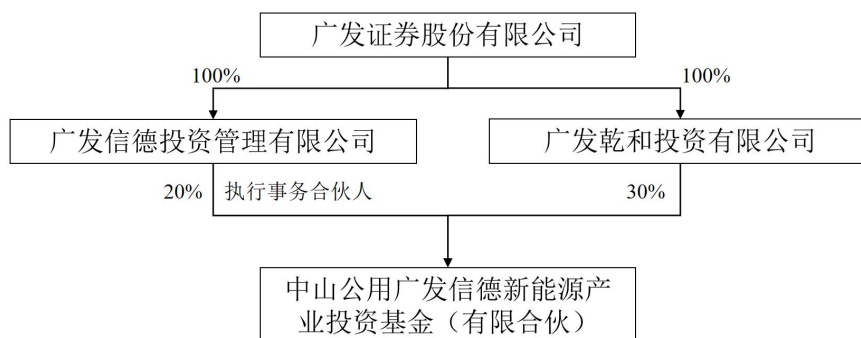 广发证券股份有限公司
100%
100%
广发信德投资管理有限公司
广发乾和投资有限公司
20%
执行事务合伙人
30%
中山公用广发信德新能源产
业投资基金（有限合伙）